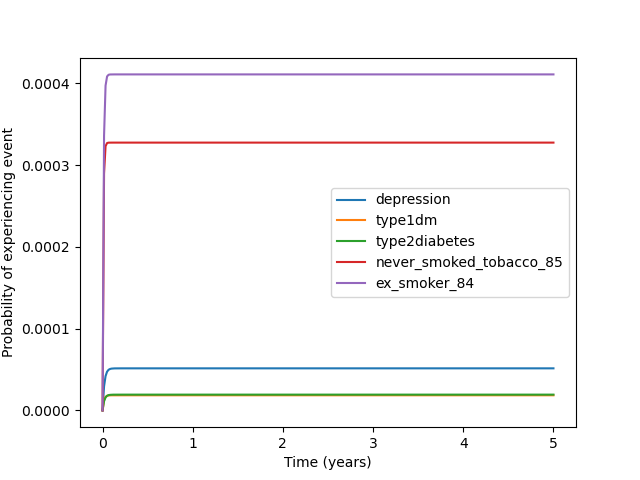 0.0004
0.0003
0.0002
0.0001
0.0000
Probability of experiencing event
depression
type1dm
type2diabetes
never_smoked_tobacco_85
ex_smoker_84
0 1 2 3 4 5
Time (years)